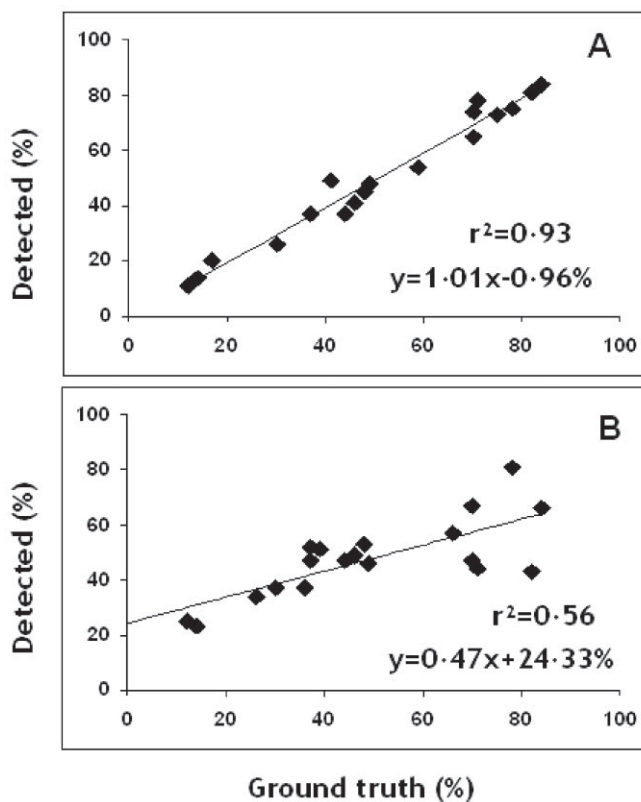 A
100
80
60
40
20
0
Detected (%)
r²=0·93
y=1·01x-0·96%
0 20 40 60 80 100
B
100
80
60
40
20
0
Detected (%)
r²=0·56
y=0·47x+24·33%
0 20 40 60 80 100
Ground truth (%)